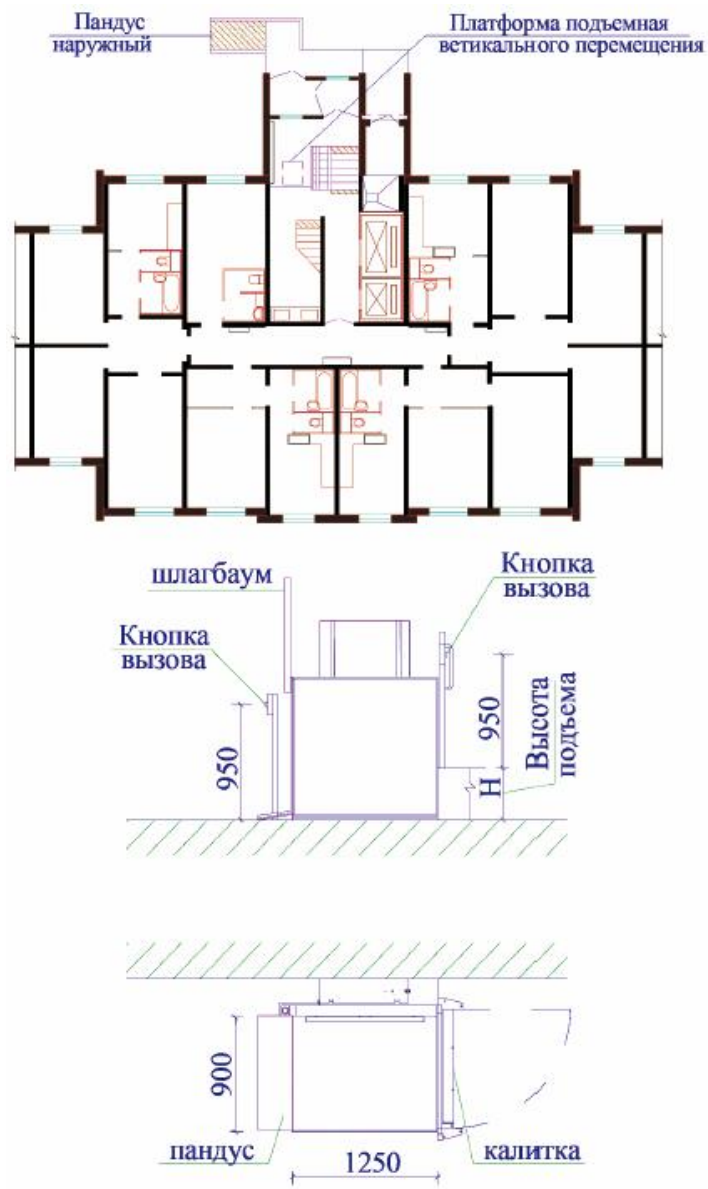 Пандус
наружный
Платформа подъемная
ветикального перемещения
шлагбаум
Кнопка
вызова
Кнопка
вызова
950
950
H
Высота
подъема
900
пандус
1250
калитка